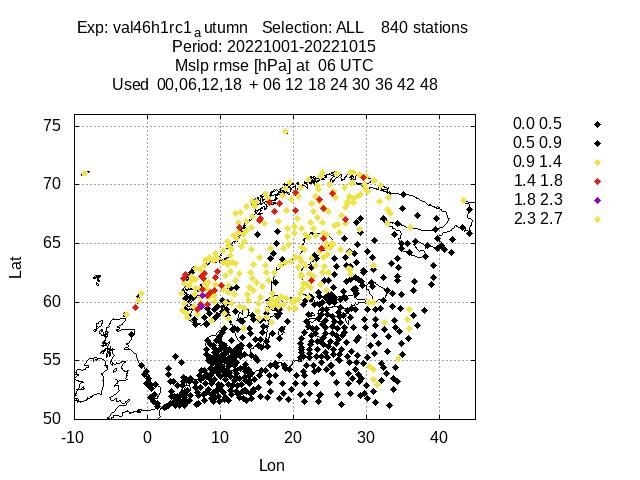 Exp: val46h1rc1a utumn Selection: ALL 840 stations
Period: 20221001-20221015
Mslp rmse [hPa] at 06 UTC
Used 00,06,12,18 + 06 12 18 24 30 36 42 48
75
70
65
60
55
50
Lat
-10 0 10 20 30 40
Lon
0.0 0.5
0.5 0.9
0.9 1.4
1.4 1.8
1.8 2.3
2.3 2.7